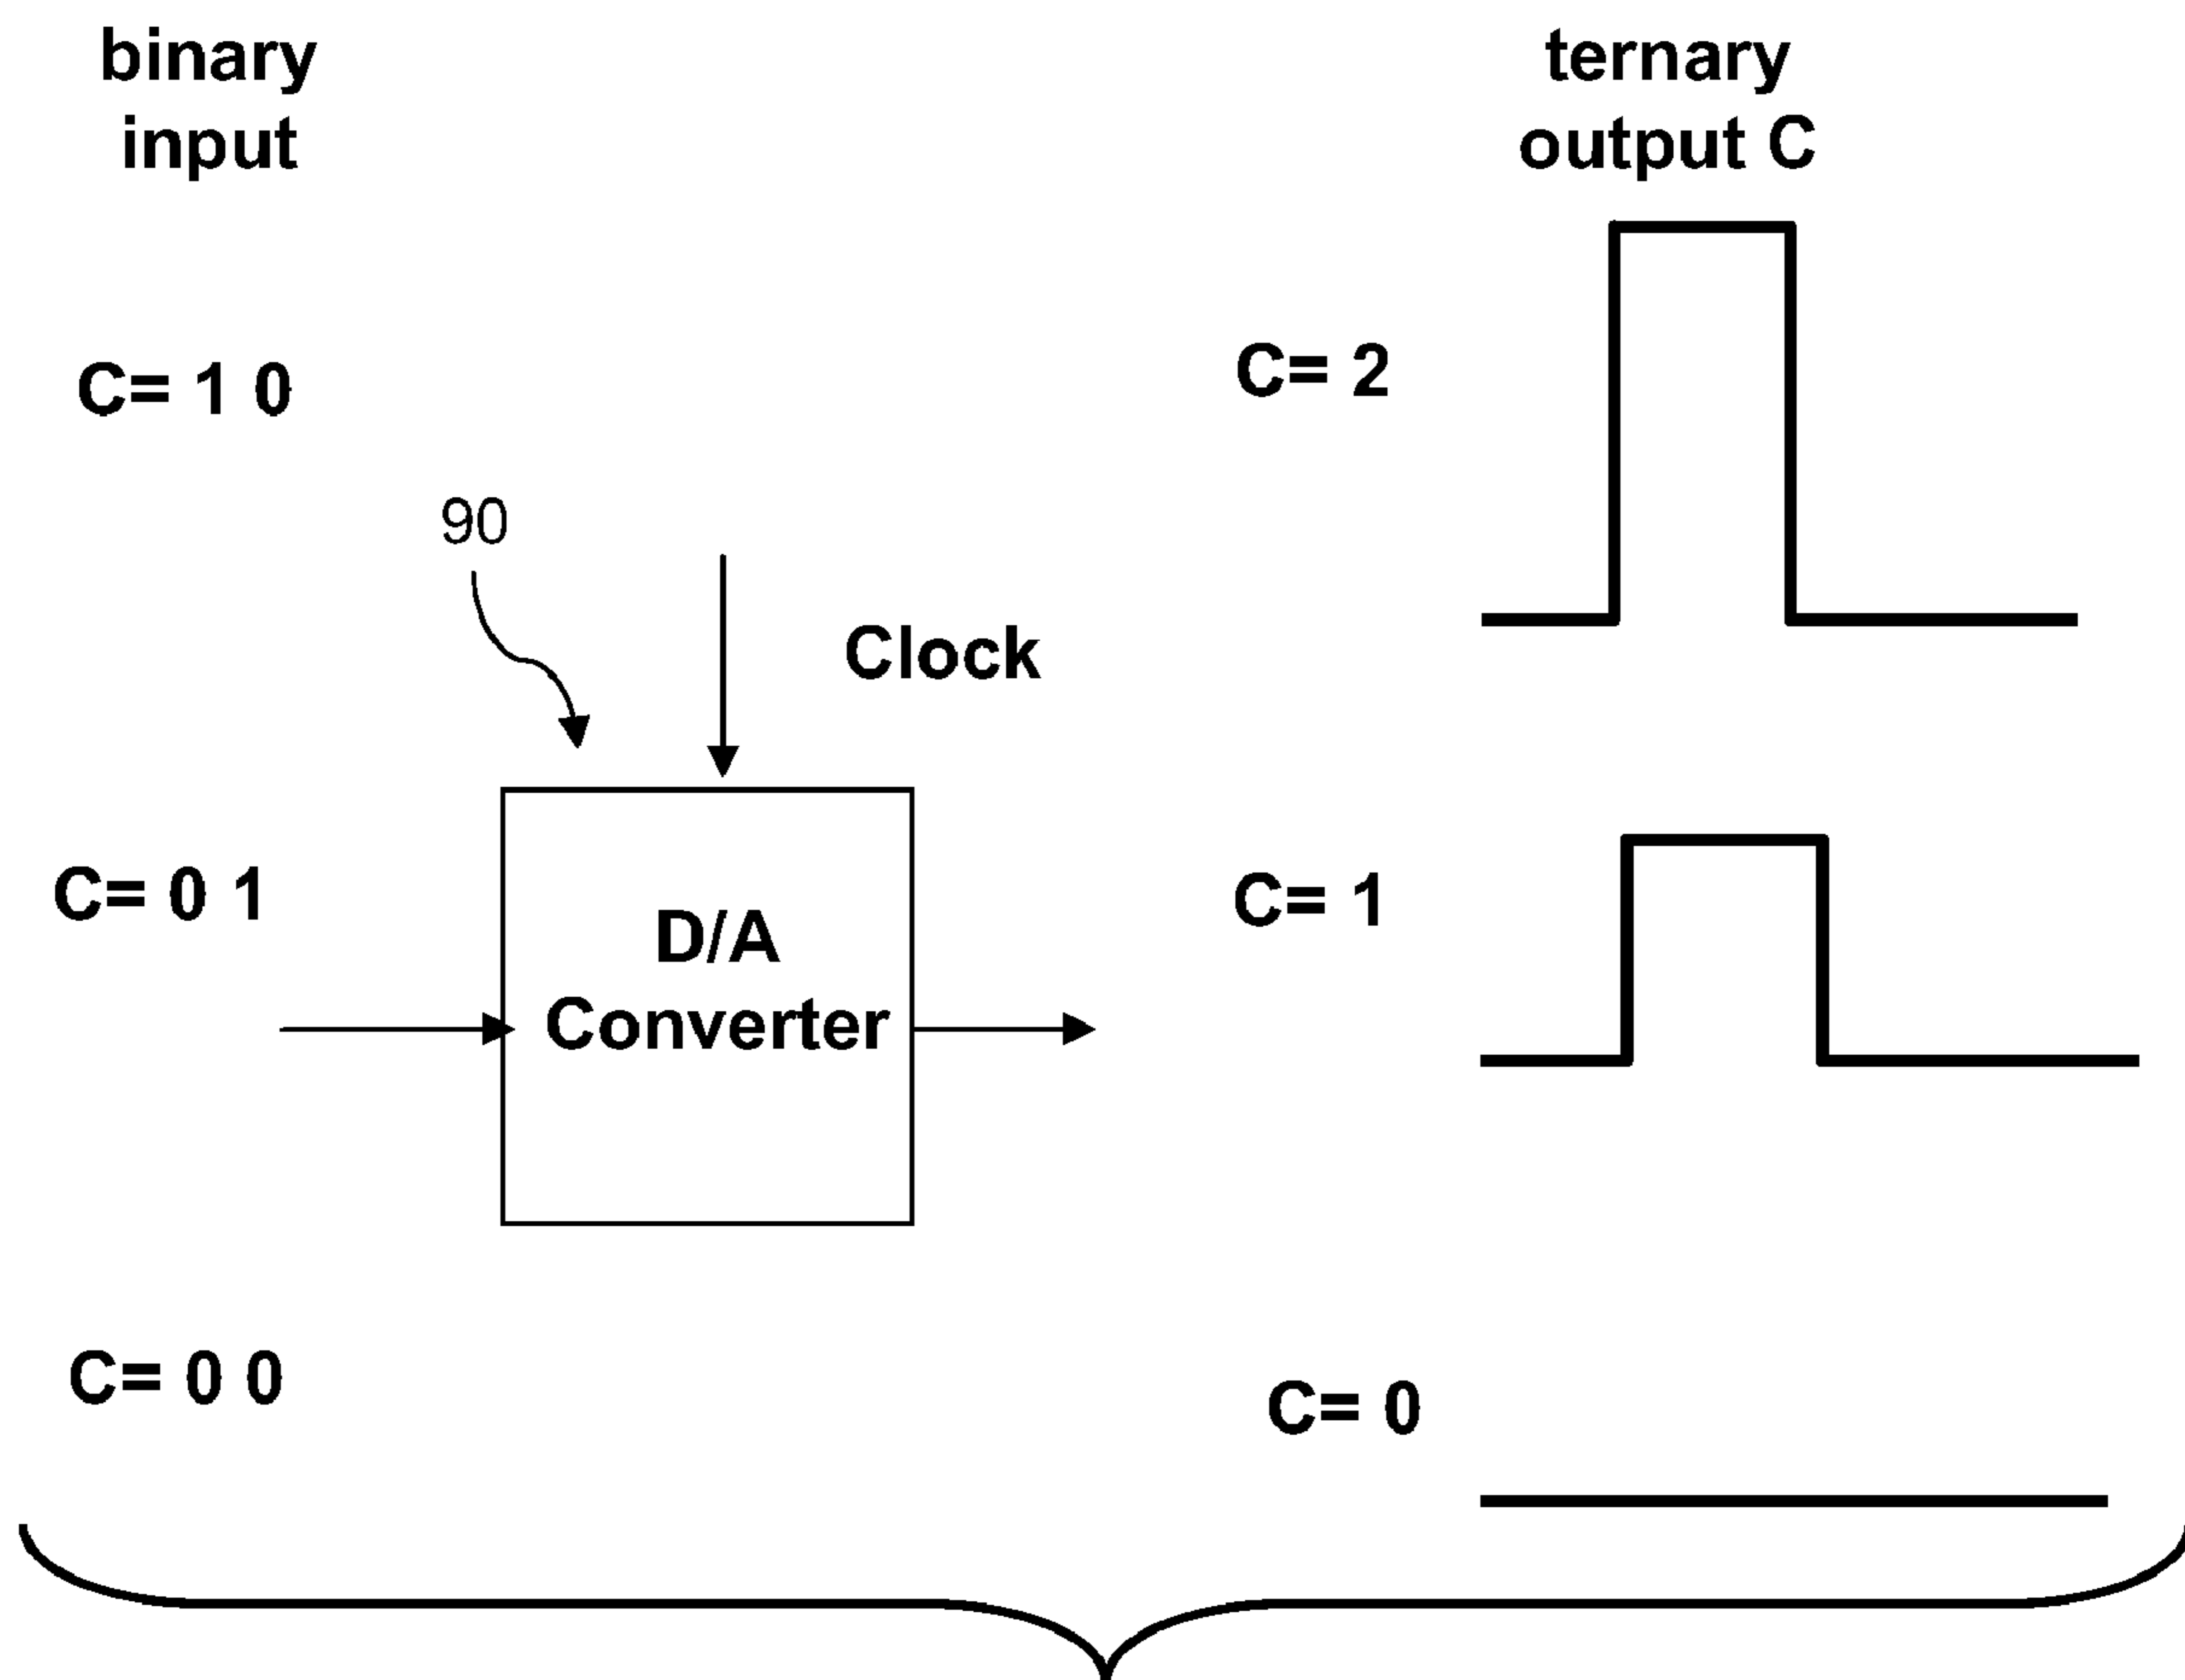 binary
input
ternary
output C
C= 1 0
C= 2
90
Clock
C= 0 1
C= 1
D/A
Converter
C= 0 0
C= 0